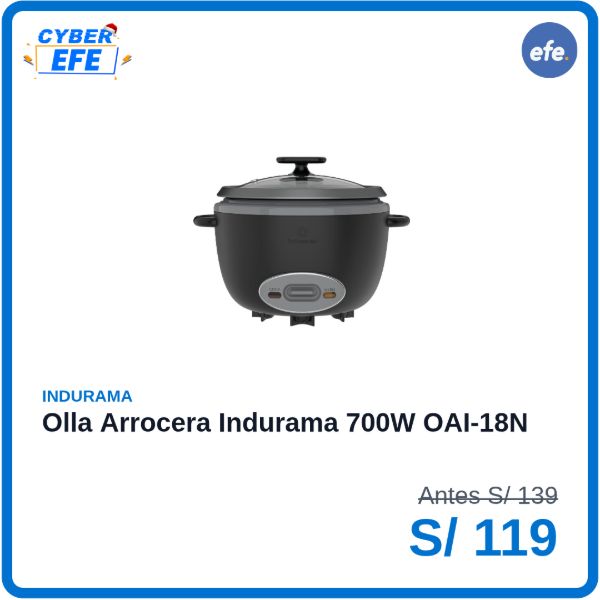 CYBER
EFE
efe.
INDURAMA
Olla Arrocera Indurama 700W OAI-18N
Antes S/ 139
S/ 119